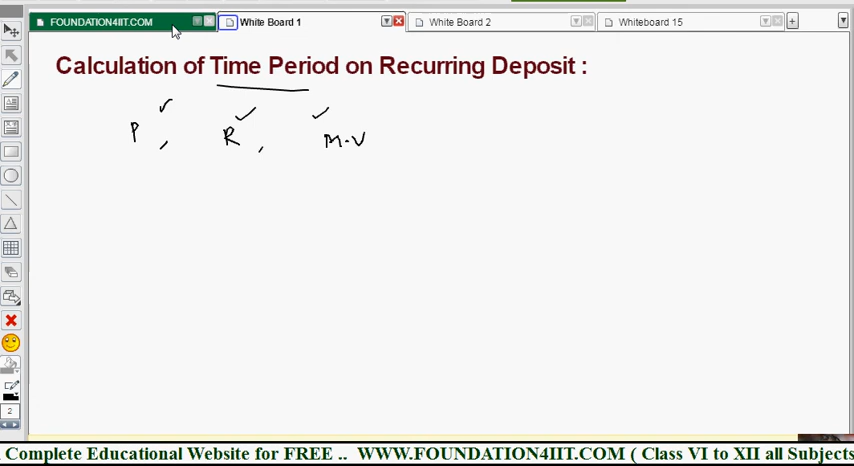 FOUNDATION4IIT.COM White Board 1 White Board 2 Whiteboard 15
Calculation of Time Period on Recurring Deposit :
P, R, M.V
2
Complete Educational Website for FREE .. WWW.FOUNDATION4IIT.COM ( Class VI to XII all Subjects